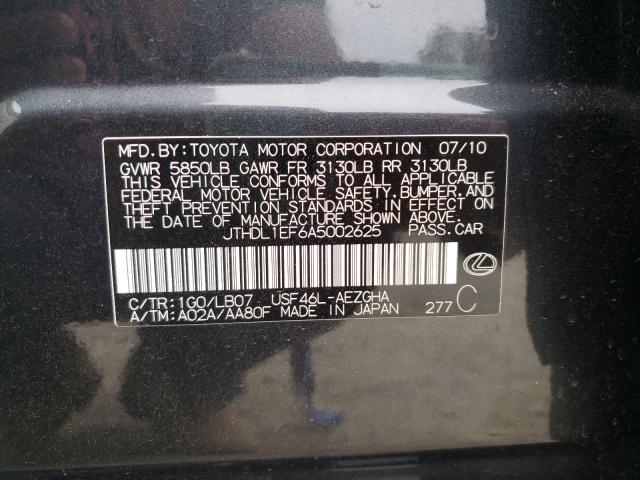 MFD.BY:TOYOTA MOTOR CORPORATION 07/10
GVWR 5850LB GAWR FR 3130LB RR 3130LB
THIS VEHICLE CONFORMS TO ALL APPLICABLE
FEDERAL MOTOR VEHICLE SAFETY,BUMPER,AND
THEFT PREVENTION STANDARDS IN EFFECT ON
THE DATE OF MANUFACTURE SHOWN ABOVE.
JTHDL1EF6A5002625 PASS.CAR
C/TR:1G0/LB07 USF46L-AEZGHA
A/TM:A02A/AA80F MADE IN JAPAN 277 C